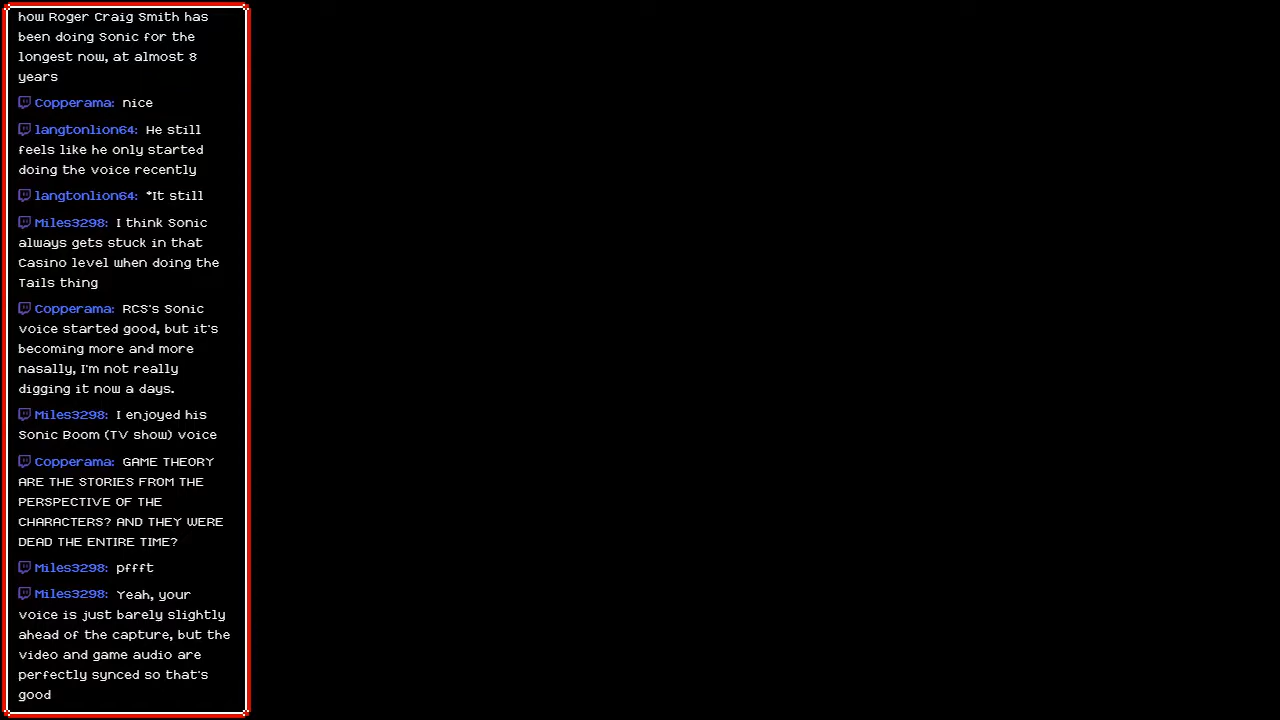 how Roger Craig Smith has
been doing Sonic for the
longest now, at almost 8
years
Copperama: nice
langtonlion64: He still
feels like he only started
doing the voice recently
langtonlion64: *It still
Miles3298: I think Sonic
always gets stuck in that
Casino level when doing the
Tails thing
Copperama: RCS's Sonic
voice started good, but it's
becoming more and more
nasally, I'm not really
digging it now a days.
Miles3298: I enjoyed his
Sonic Boom (TV show) voice
Copperama: GAME THEORY
ARE THE STORIES FROM THE
PERSPECTIVE OF THE
CHARACTERS? AND THEY WERE
DEAD THE ENTIRE TIME?
Miles3298: pffft
Miles3298: Yeah, your
voice is just barely slightly
ahead of the capture, but the
video and game audio are
perfectly synced so that's
good